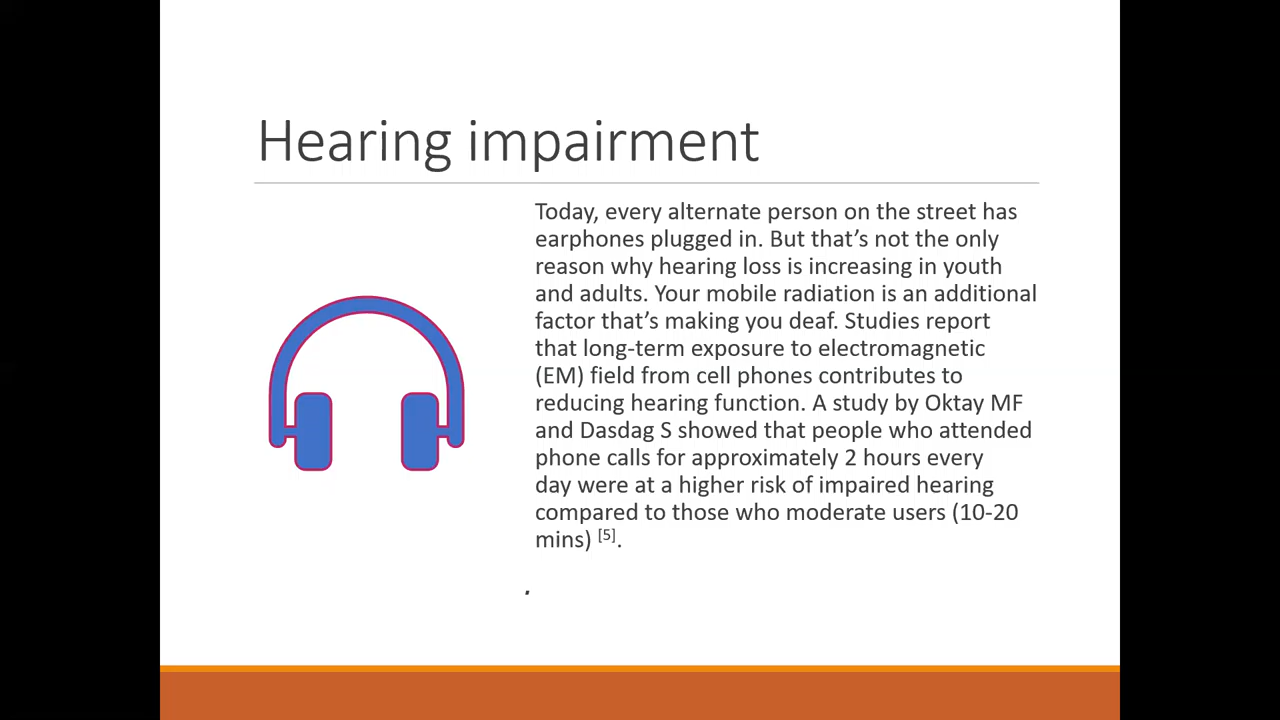 Hearing impairment
Today, every alternate person on the street has
earphones plugged in. But that’s not the only
reason why hearing loss is increasing in youth
and adults. Your mobile radiation is an additional
factor that’s making you deaf. Studies report
that long-term exposure to electromagnetic
(EM) field from cell phones contributes to
reducing hearing function. A study by Oktay MF
and Dasdag S showed that people who attended
phone calls for approximately 2 hours every
day were at a higher risk of impaired hearing
compared to those who moderate users (10-20
mins) [5].
.